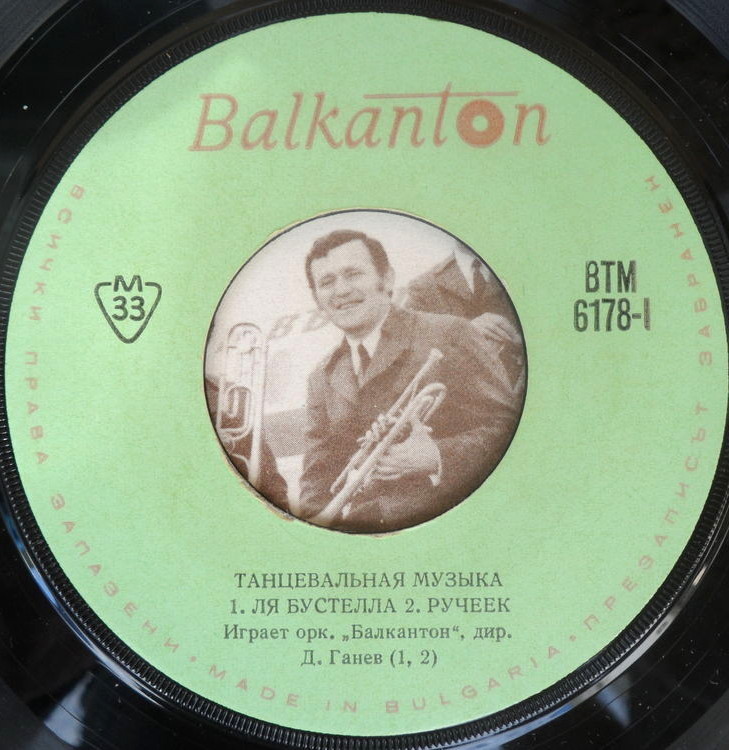 Balkanton
M
33
ВТМ
6178-I
ТАНЦЕВАЛЬНАЯ МУЗЫКА
1. ЛЯ БУСТЕЛЛА 2. РУЧЕЕК
Играет орк. „Балкантон“, дир.
Д. Ганев (1, 2)
ВСИЧКИ ПРАВА ЗАПАЗЕНИ • MADE IN BULGARIA • ПРЕЗАПИСЪТ ЗАБРАНЕН